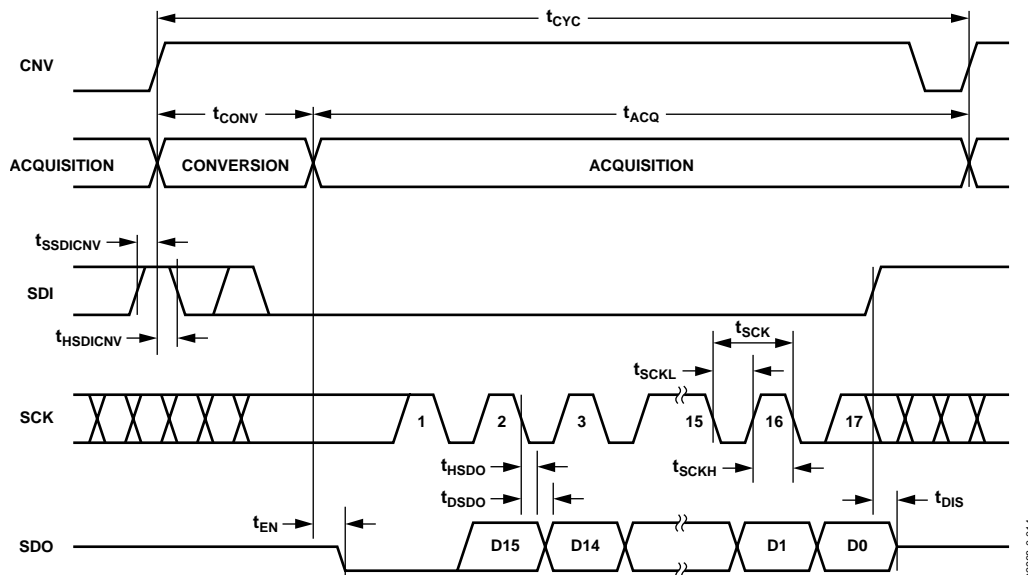 tCYC
CNV
tCONV
tACQ
ACQUISITION
CONVERSION
ACQUISITION
tSSDICNV
SDI
tHSDICNV
tSCK
tSCKL
SCK
1
2
3
15
16
17
tHSDO
tSCKH
tDSDO
tDIS
tEN
SDO
D15
D14
D1
D0